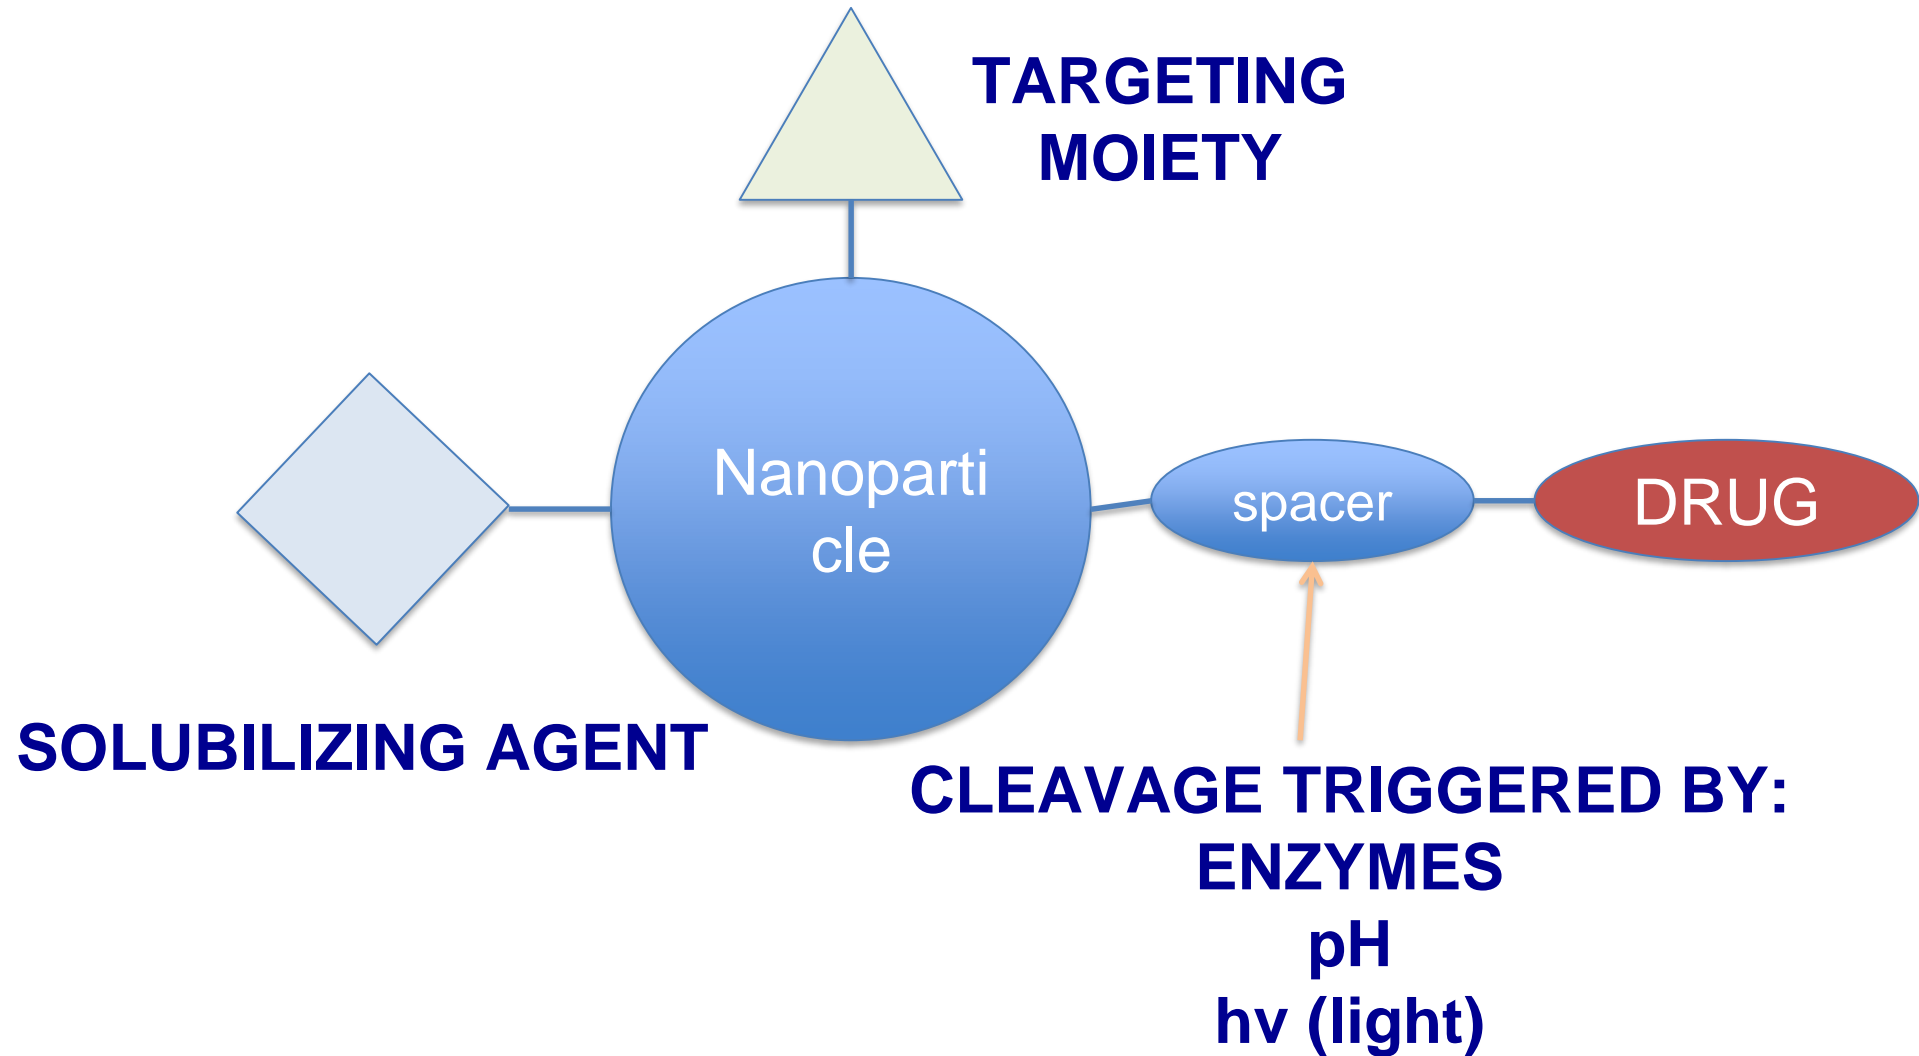 TARGETING
MOIETY
Nanoparti
cle
spacer
DRUG
SOLUBILIZING AGENT
CLEAVAGE TRIGGERED BY:
ENZYMES
pH
hv (light)